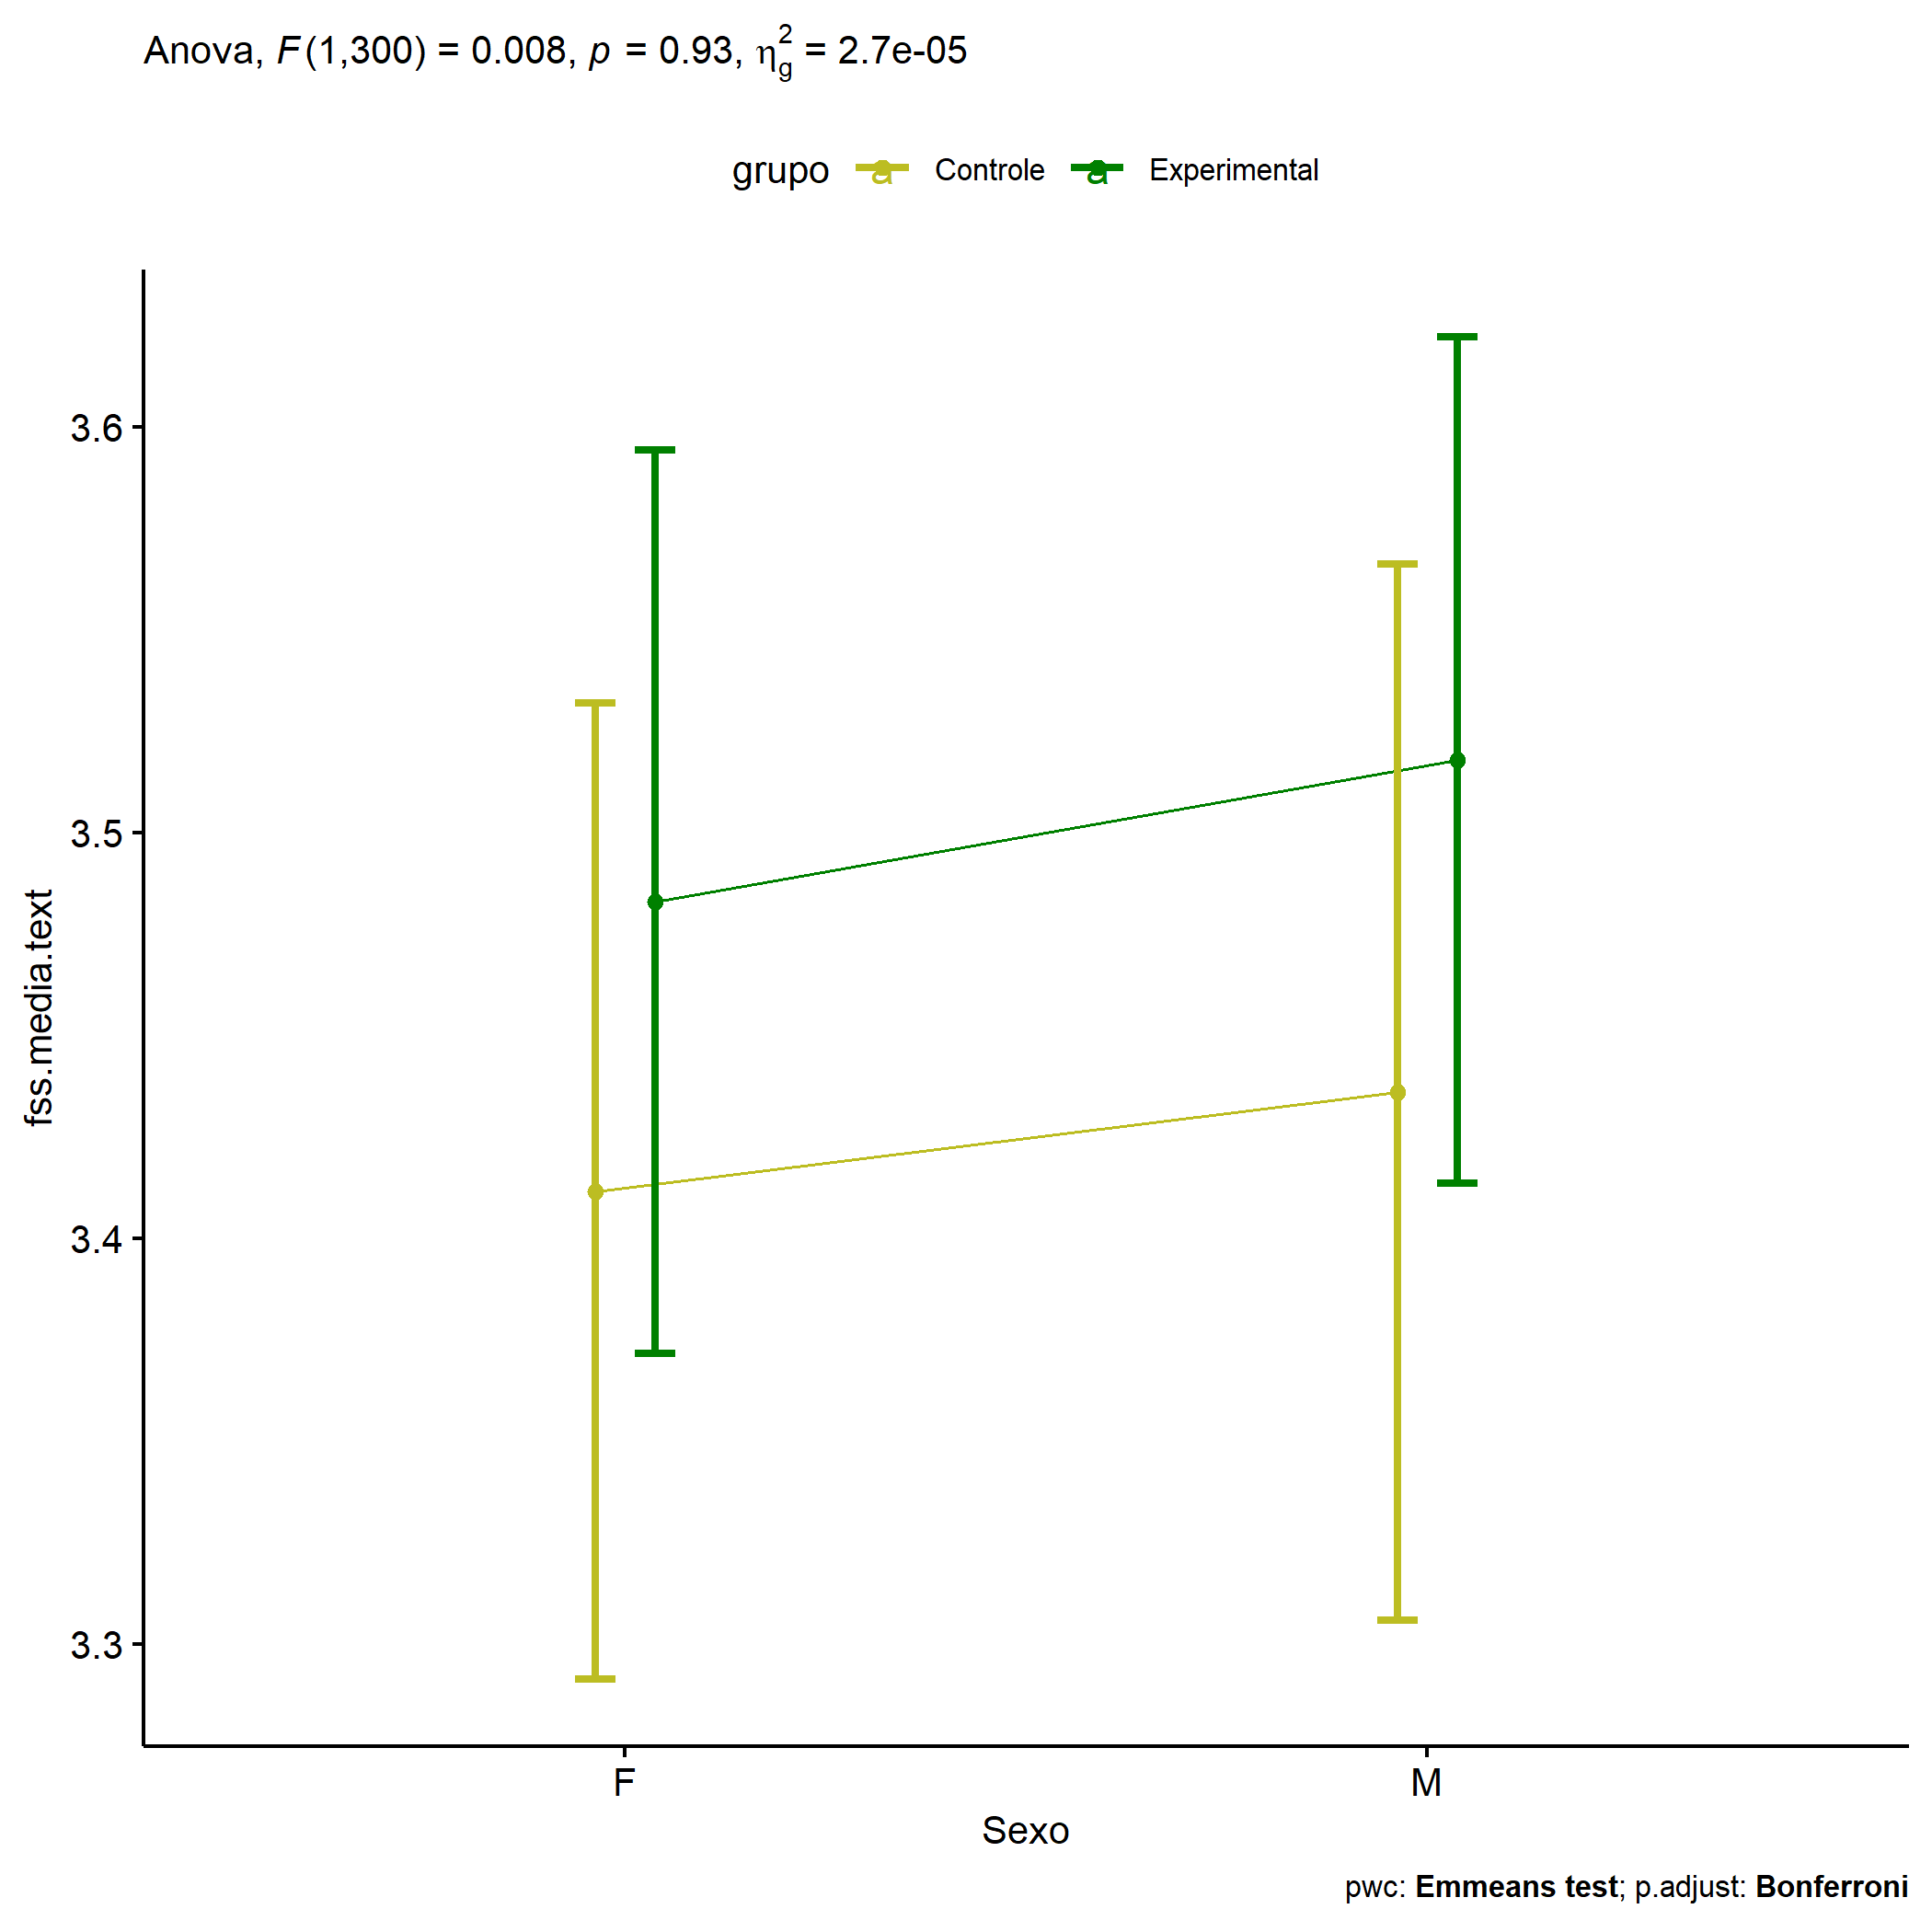 Anova, F(1,300) = 0.008, p = 0.93, η²g = 2.7e-05
grupo a Controle a Experimental
3.6
3.5
3.4
3.3
fss.media.text
F M
Sexo
pwc: Emmeans test; p.adjust: Bonferroni